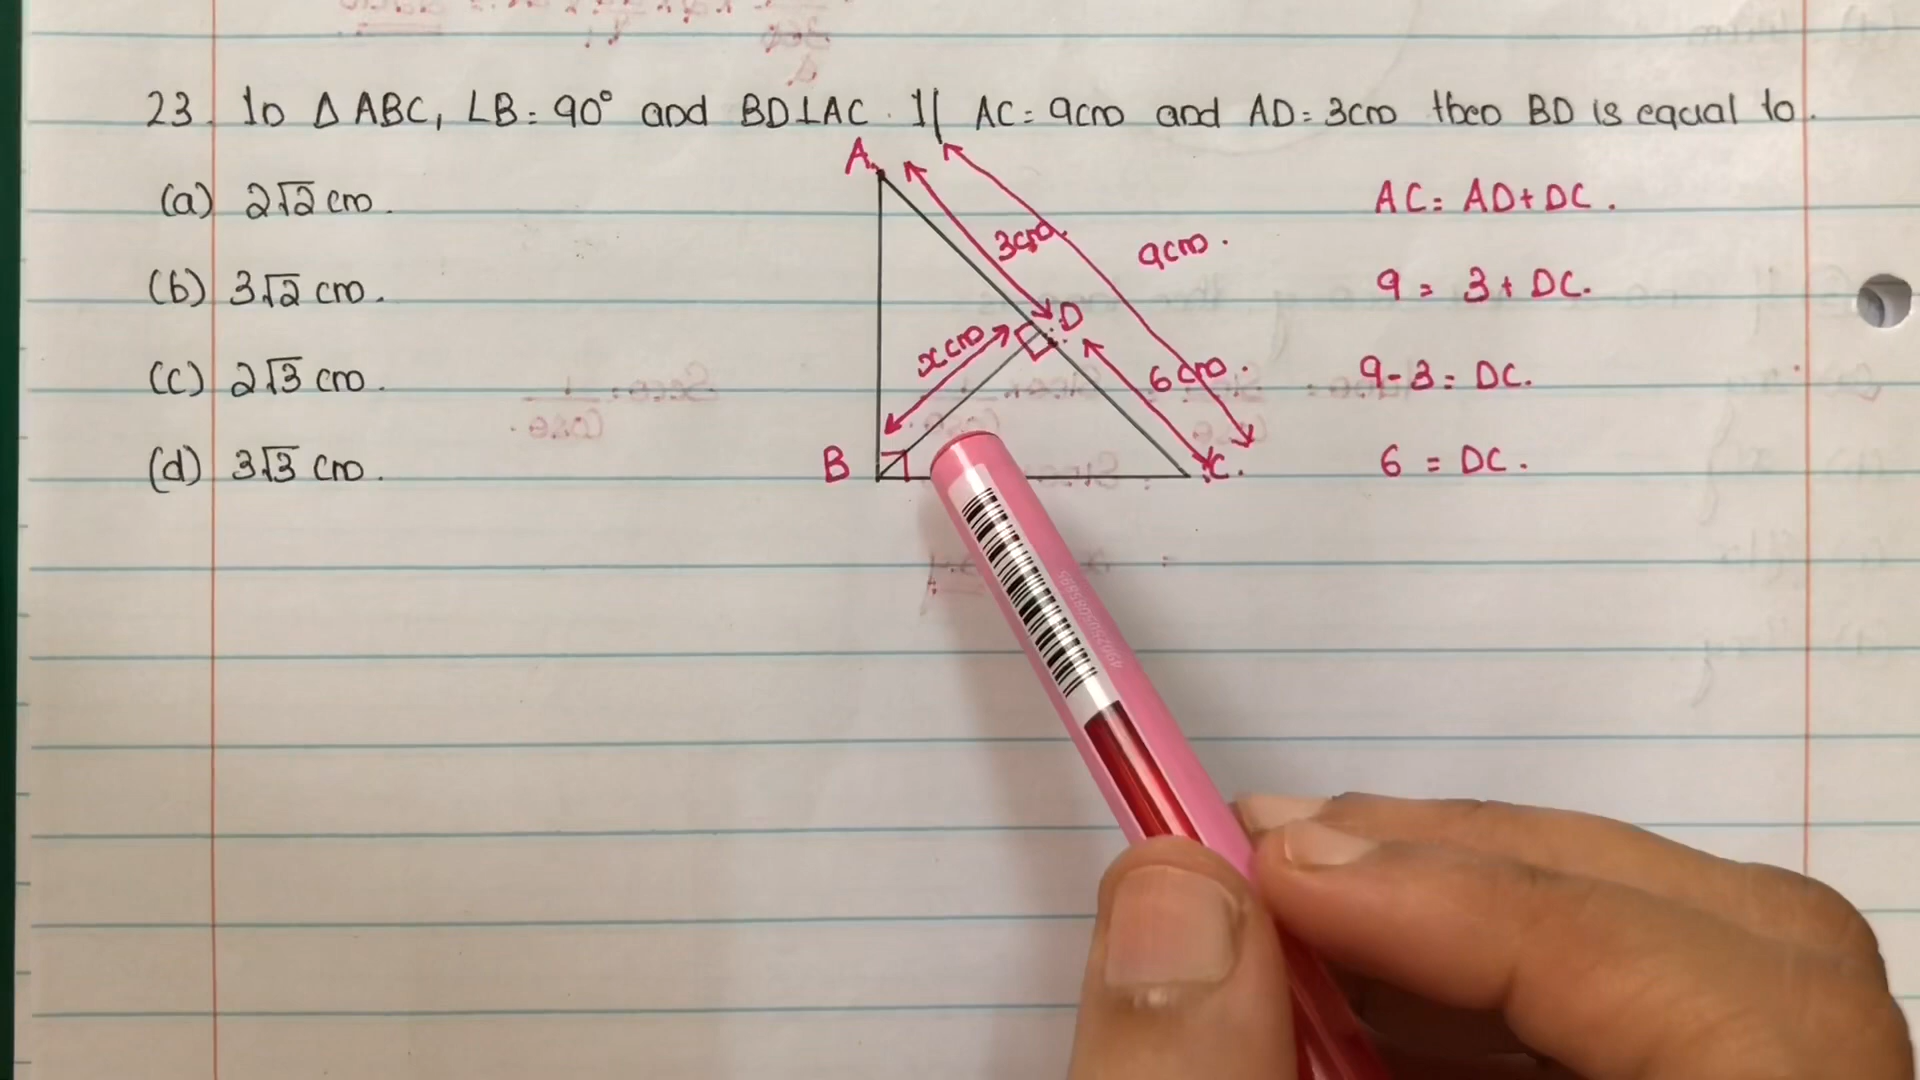 23. In Δ ABC, ∠B = 90° and BD⊥AC. If AC = 9cm and AD = 3cm then BD is equal to.
(a) 2√2 cm.
(b) 3√2 cm.
(c) 2√3 cm.
(d) 3√3 cm.
A
3cm
9cm.
x cm
D
6cm.
B
C.
AC = AD + DC.
9 = 3 + DC.
9 - 3 = DC.
6 = DC.